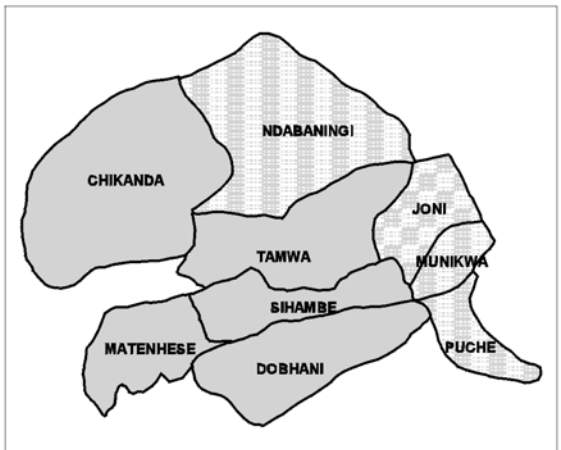 NDABANINGI
CHIKANDA
JONI
TAMWA
MUNIKWA
SIHAMBE
MATENHESE
PUCHE
DOBHANI